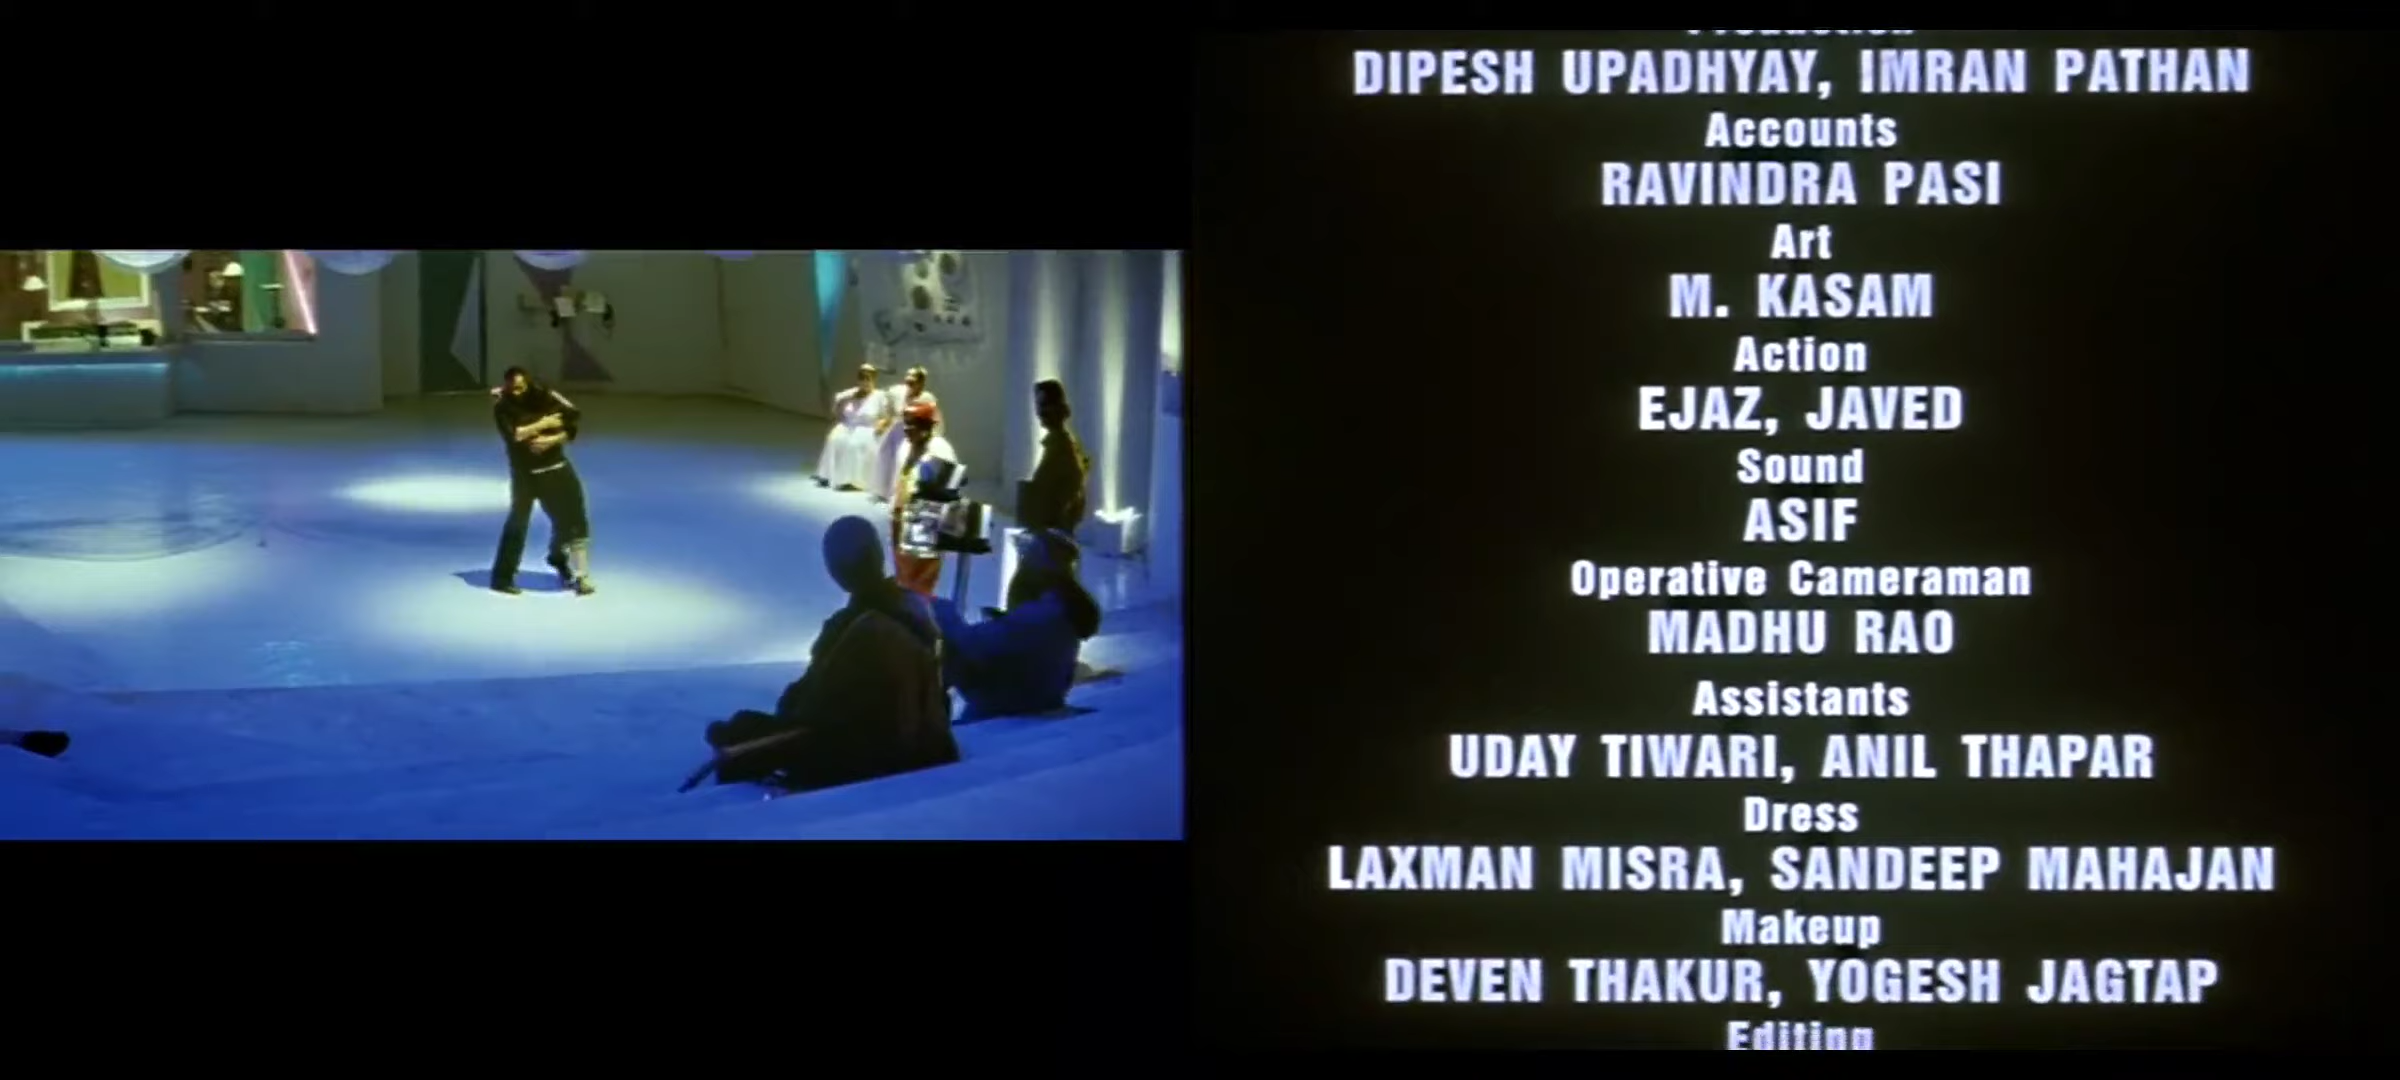 Production
DIPESH UPADHYAY, IMRAN PATHAN
Accounts
RAVINDRA PASI
Art
M. KASAM
Action
EJAZ, JAVED
Sound
ASIF
Operative Cameraman
MADHU RAO
Assistants
UDAY TIWARI, ANIL THAPAR
Dress
LAXMAN MISRA, SANDEEP MAHAJAN
Makeup
DEVEN THAKUR, YOGESH JAGTAP
Editing